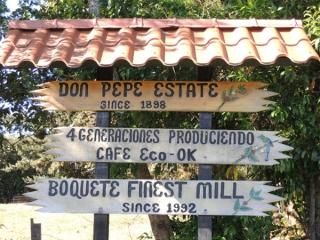 DON PEPE ESTATE
SINCE 1898
4 GENERACIONES PRODUCIENDO
CAFE ECO-OK
BOQUETE FINEST MILL
SINCE 1992